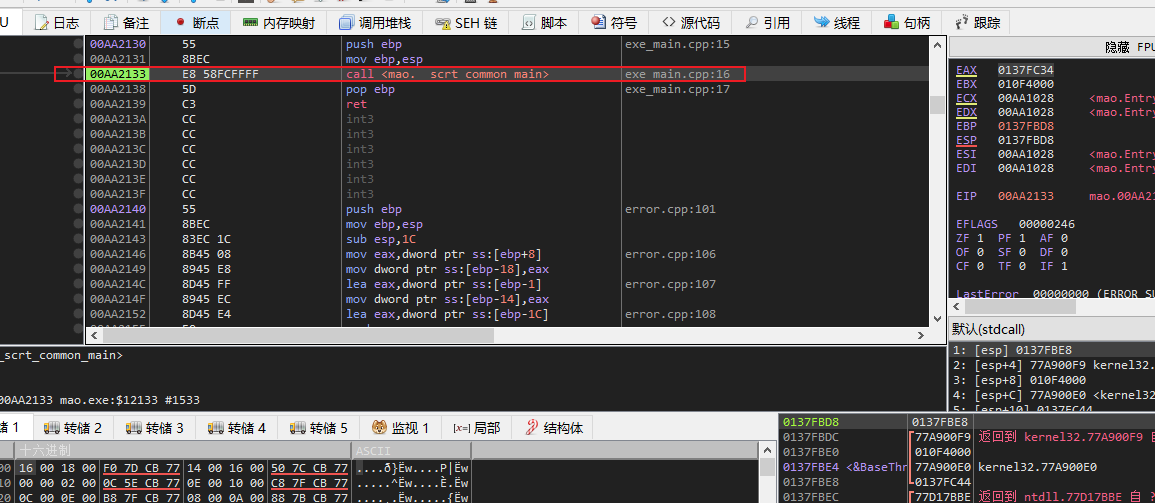 U 日志 备注 断点 内存映射 调用堆栈 SEH 链 脚本 符号 源代码 引用 线程 句柄 跟踪
00AA2130 55 push ebp exe_main.cpp:15
00AA2131 8BEC mov ebp,esp
00AA2133 E8 58FCFFFF call <mao.__scrt_common_main> exe_main.cpp:16
00AA2138 5D pop ebp exe_main.cpp:17
00AA2139 C3 ret
00AA213A CC int3
00AA213B CC int3
00AA213C CC int3
00AA213D CC int3
00AA213E CC int3
00AA213F CC int3
00AA2140 55 push ebp error.cpp:101
00AA2141 8BEC mov ebp,esp
00AA2143 83EC 1C sub esp,1C
00AA2146 8B45 08 mov eax,dword ptr ss:[ebp+8] error.cpp:106
00AA2149 8945 E8 mov dword ptr ss:[ebp-18],eax
00AA214C 8D45 FF lea eax,dword ptr ss:[ebp-1] error.cpp:107
00AA214F 8945 EC mov dword ptr ss:[ebp-14],eax
00AA2152 8D45 E4 lea eax,dword ptr ss:[ebp-1C] error.cpp:108
隐藏 FPU
EAX 0137FC34
EBX 010F4000
ECX 00AA1028 <mao.Entry
EDX 00AA1028 <mao.Entry
EBP 0137FBD8
ESP 0137FBD8
ESI 00AA1028 <mao.Entry
EDI 00AA1028 <mao.Entry
EIP 00AA2133 mao.00AA21
EFLAGS 00000246
ZF 1 PF 1 AF 0
OF 0 SF 0 DF 0
CF 0 TF 0 IF 1
LastError 00000000 (ERROR_SU
默认(stdcall)
1: [esp] 0137FBE8
2: [esp+4] 77A900F9 kernel32.
3: [esp+8] 010F4000
4: [esp+C] 77A900E0 <kernel32
5: [esp+10] 0137FC44
_scrt_common_main>
00AA2133 mao.exe:$12133 #1533
储 1 转储 2 转储 3 转储 4 转储 5 监视 1 局部 结构体
十六进制 ASCII
00 16 00 18 00 F0 7D CB 77 14 00 16 00 50 7C CB 77 ....ð}Ëw....P|Ëw
00 00 00 02 00 0C 5E CB 77 0E 00 10 00 C8 7F CB 77 .....^Ëw....È.Ëw
0C 00 0E 00 B8 7F CB 77 08 00 0A 00 88 7B CB 77 ....¸.Ëw.....{Ëw
0137FBD8 0137FBE8
0137FBDC 77A900F9 返回到 kernel32.77A900F9 自
0137FBE0 010F4000
0137FBE4 <&BaseThr 77A900E0 kernel32.77A900E0
0137FBE8 0137FC44
0137FBEC 77D17BBE 返回到 ntdll.77D17BBE 自